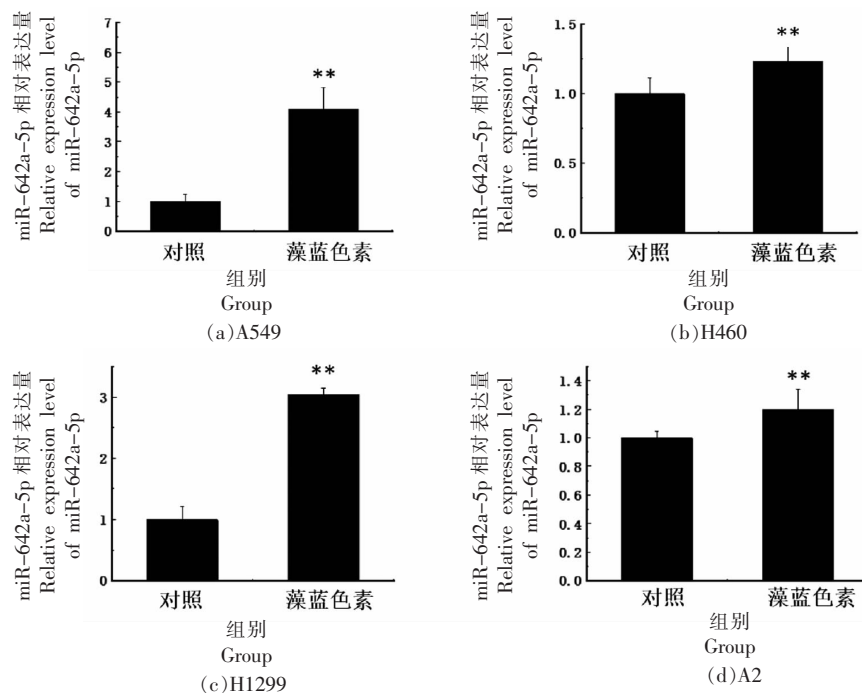 miR-642a-5p 相对表达量
Relative expression level
of miR-642a-5p
7
6
5
4
3
2
1
0
**
对照
藻蓝色素
组别
Group
(a)A549
miR-642a-5p 相对表达量
Relative expression level
of miR-642a-5p
1.5
1.0
0.5
0.0
**
对照
藻蓝色素
组别
Group
(b)H460
miR-642a-5p 相对表达量
Relative expression level
of miR-642a-5p
3
2
1
0
**
对照
藻蓝色素
组别
Group
(c)H1299
miR-642a-5p 相对表达量
Relative expression level
of miR-642a-5p
1.4
1.2
1.0
0.8
0.6
0.4
0.2
0.0
**
对照
藻蓝色素
组别
Group
(d)A2